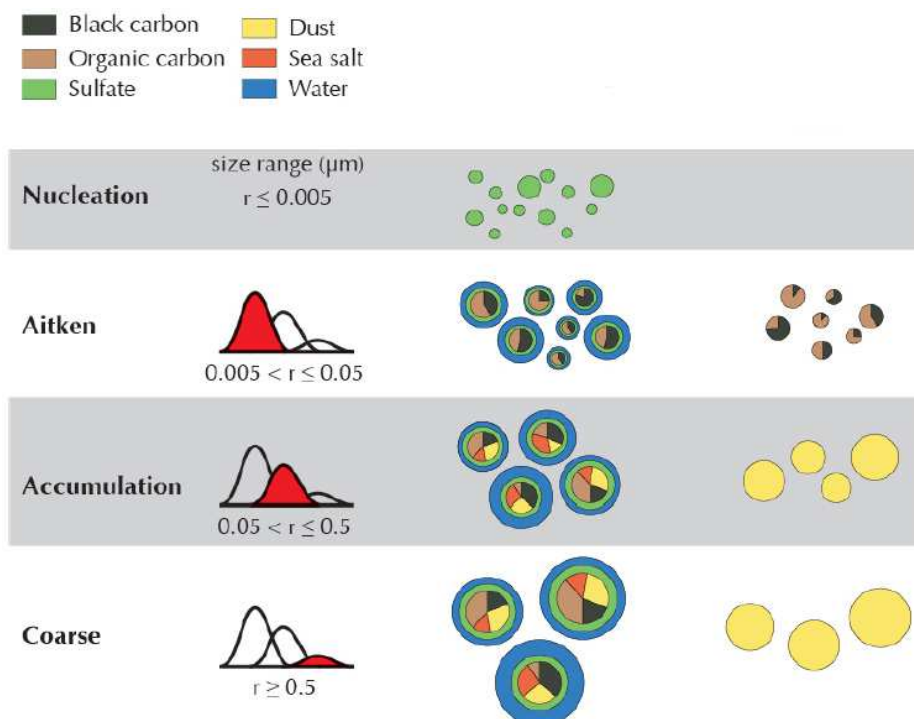 Black carbon
Dust
Organic carbon
Sea salt
Sulfate
Water
size range (μm)
Nucleation
r ≤ 0.005
Aitken
0.005 < r ≤ 0.05
Accumulation
0.05 < r ≤ 0.5
Coarse
r ≥ 0.5